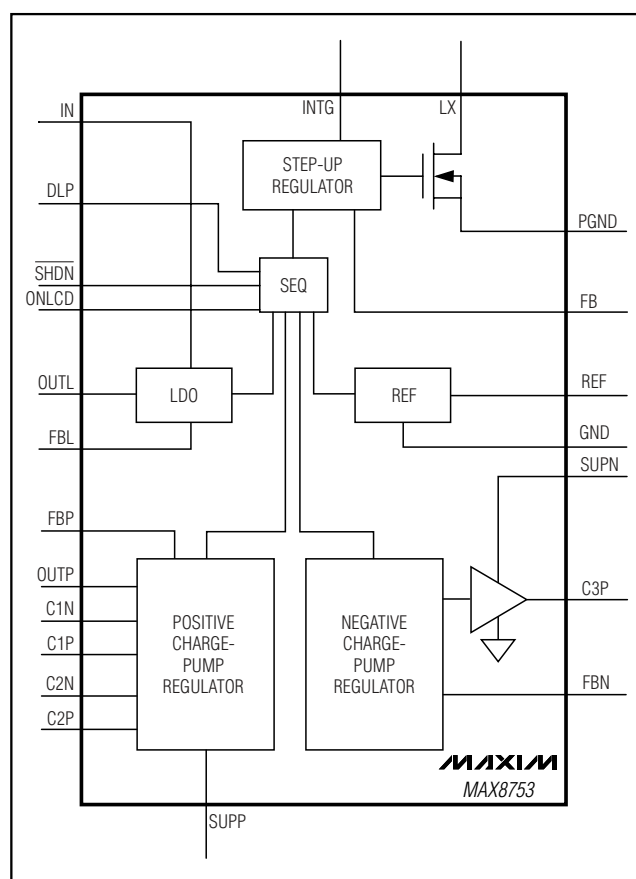 INTG
LX
IN
STEP-UP
REGULATOR
DLP
PGND
SHDN
SEQ
ONLCD
FB
OUTL
LDO
REF
REF
FBL
GND
SUPN
FBP
OUTP
C1N
C1P
C2N
C2P
POSITIVE
CHARGE-
PUMP
REGULATOR
NEGATIVE
CHARGE-
PUMP
REGULATOR
C3P
FBN
MAXIM
MAX8753
SUPP